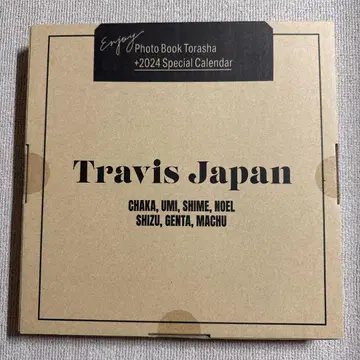 Enjoy
Photo Book Torasha
+2024 Special Calendar
Travis Japan
CHAKA, UMI, SHIME, NOEL
SHIZU, GENTA, MACHU